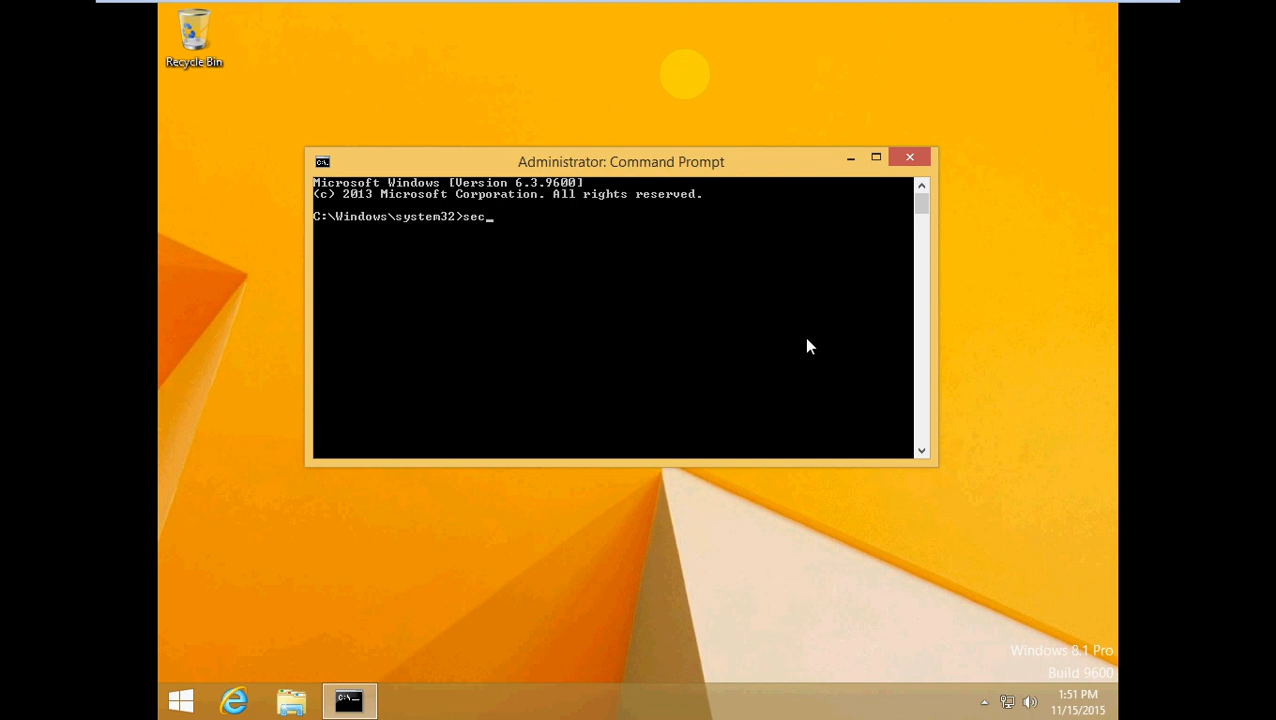 Recycle Bin
Administrator: Command Prompt
Microsoft Windows [Version 6.3.9600]
(c) 2013 Microsoft Corporation. All rights reserved.
C:\Windows\system32>sec_
Windows 8.1 Pro
Build 9600
1:51 PM
11/15/2015